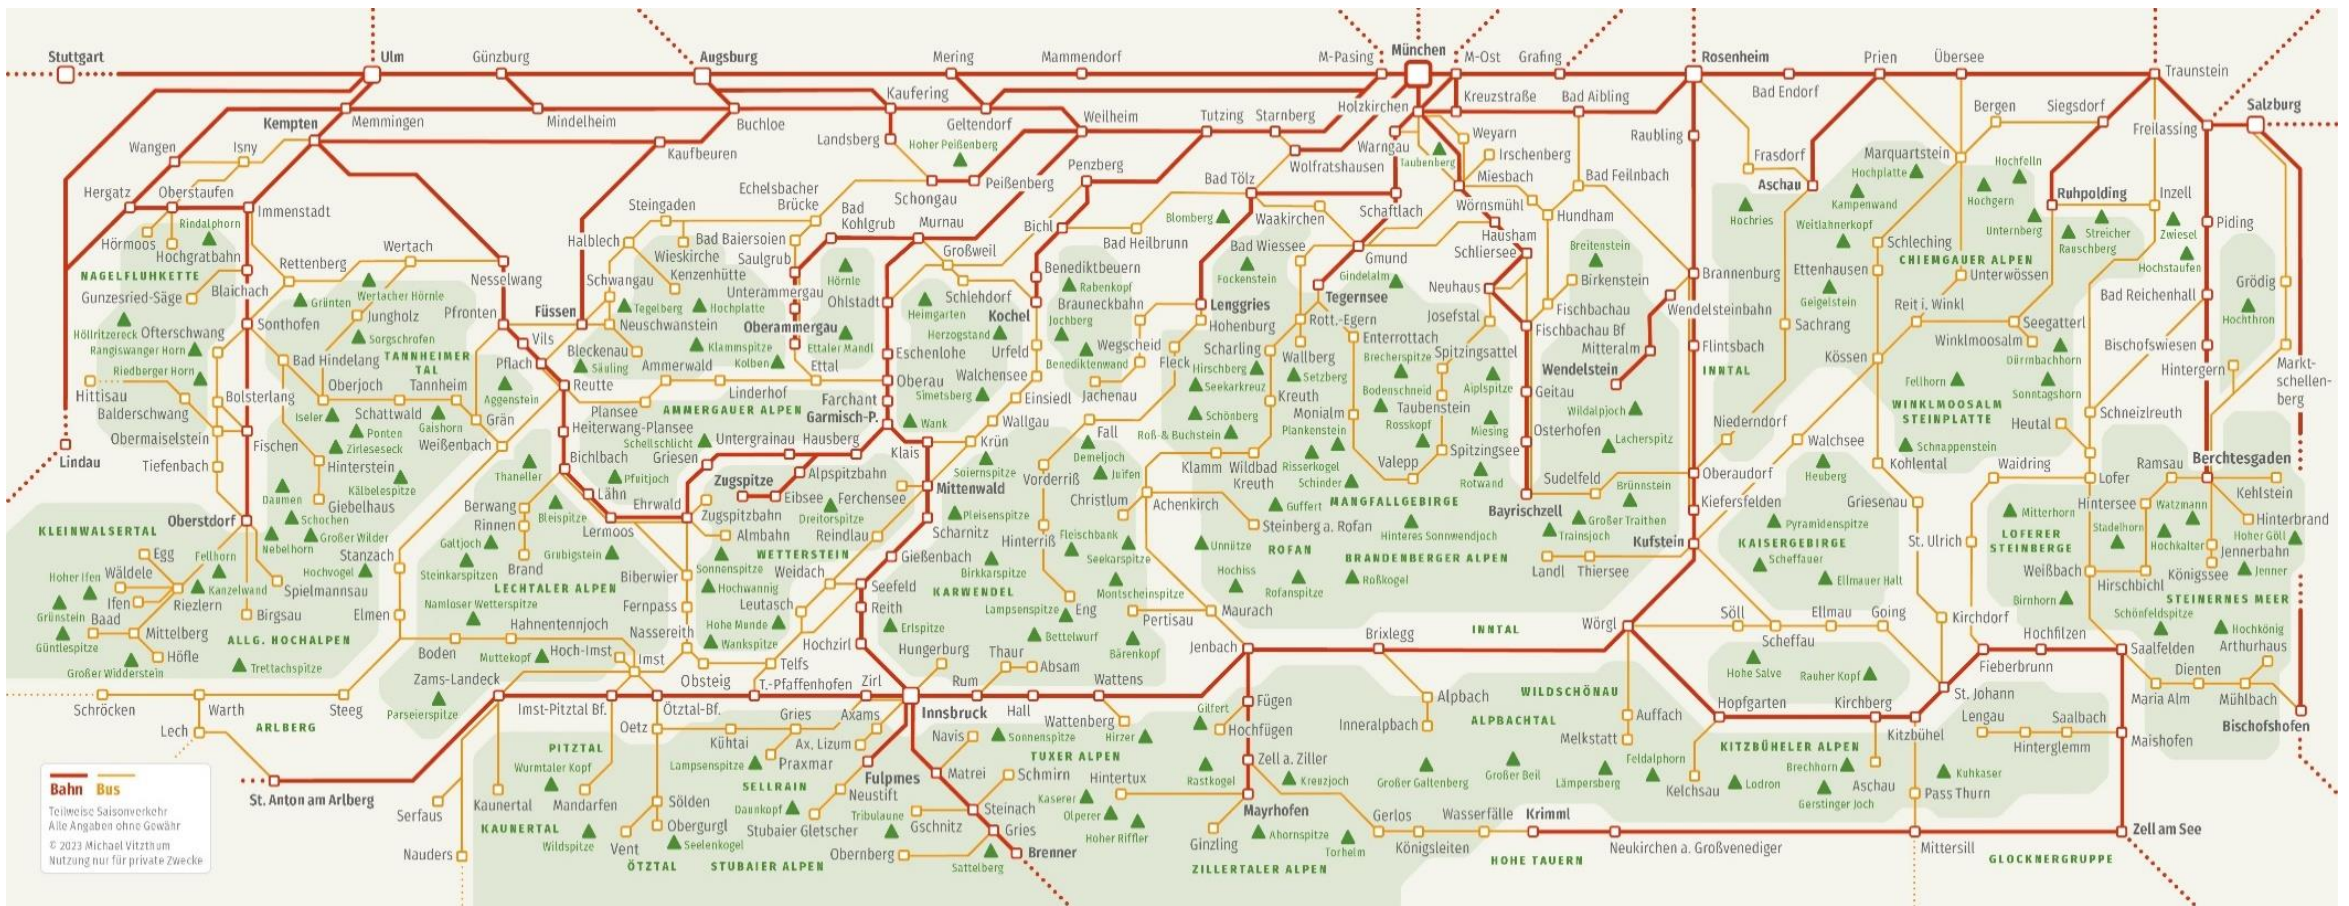 Stuttgart
Ulm
Günzburg
Augsburg
Mering
Mammendorf
M-Pasing
München
M-Ost
Grafing
Rosenheim
Bad Endorf
Prien
Übersee
Traunstein
Kempten
Memmingen
Mindelheim
Buchloe
Kaufering
Geltendorf
Weilheim
Tutzing
Starnberg
Holzkirchen
Kreuzstraße
Bad Aibling
Raubling
Bergen
Siegsdorf
Freilassing
Salzburg
Wangen
Isny
Kaufbeuren
Landsberg
Hoher Peißenberg
Penzberg
Wolfratshausen
Warngau
Taubenberg
Weyarn
Irschenberg
Miesbach
Bad Feilnbach
Frasdorf
Aschau
Marquartstein
Hochplatte
Kampenwand
Hochfelln
Hochgern
Ruhpolding
Inzell
Hergatz
Oberstaufen
Immenstadt
Rindalphorn
Hörmoos
Hochgratbahn
Steingaden
Echelsbacher
Brücke
Schongau
Peißenberg
Bad
Kohlgrub
Murnau
Bichl
Bad Tölz
Blomberg
Waakirchen
Schaftlach
Wörnsmühl
Hundham
Hochries
Weitlahnerkopf
Unternberg
Streicher
Rauschberg
Zwiesel
Hochstaufen
Piding
NAGELFLUHKETTE
Gunzesried-Säge
Blaichach
Rettenberg
Wertach
Nesselwang
Halblech
Wieskirche
Bad Baiersoien
Saulgrub
Kenzenhütte
Großweil
Bad Heilbrunn
Bad Wiessee
Gmund
Hausham
Schliersee
Breitenstein
Birkenstein
Brannenburg
Schleching
CHIEMGAUER ALPEN
Unterwössen
Ettenhausen
Geigelstein
Grödig
Hochthron
Bad Reichenhall
Höllritzereck
Ofterschwang
Rangiswanger Horn
Riedberger Horn
Sonthofen
Grünten
Wertacher Hörnle
Jungholz
Sorgschrofen
Pfronten
Füssen
Schwangau
Tegelberg
Hochplatte
Neuschwanstein
Unterammergau
Oberammergau
Hörnle
Ohlstadt
Heimgarten
Schlehdorf
Herzogstand
Kochel
Benediktbeuern
Rabenkopf
Brauneckbahn
Jochberg
Benediktenwand
Wegscheid
Fockenstein
Lenggries
Hohenburg
Tegernsee
Gindelalm
Rott.-Egern
Neuhaus
Josefstal
Fischbachau
Fischbachau Bf
Wendelsteinbahn
Mitteralm
Wendelstein
Flintsbach
INNTAL
Sachrang
Reit i. Winkl
Seegatterl
Winklmoosalm
Dürrnbachhorn
Bischofswiesen
Hintergern
Markt-
schellen-
berg
Hittisau
Balderschwang
Bolsterlang
Obermaiselstein
Tiefenbach
Fischen
Bad Hindelang
Oberjoch
TANNHEIMER
TAL
Tannheim
Iseler
Schattwald
Ponten
Gaishorn
Zirleseseck
Vils
Pflach
Aggenstein
Grän
Reutte
Bleckenau
Säuling
Klammspitze
Kolben
Ettaler Mandl
Ammerwald
Linderhof
Ettal
Plansee
AMMERGAUER ALPEN
Eschenlohe
Oberau
Farchant
Garmisch-P.
Simetsberg
Wank
Urfeld
Walchensee
Einsiedl
Wallgau
Krün
Jachenau
Fleck
Scharling
Hirschberg
Seekarkreuz
Schönberg
Roß- & Buchstein
Wallberg
Setzberg
Kreuth
Monialm
Plankenstein
Enterrottach
Brecherspitze
Bodenschneid
Taubenstein
Rosskopf
Spitzingsattel
Aiplspitze
Miesing
Geitau
Osterhofen
Wildalpjoch
Lacherspitz
Niederndorf
Kössen
Fellhorn
WINKLMOOSALM
STEINPLATTE
Schnappenstein
Sonntagshorn
Schneizlreuth
Heutal
Lindau
Oberstdorf
Hinterstein
Daumen
Giebelhaus
Schochen
Nebelhorn
Großer Wilder
Kälbelespitze
Weißenbach
Heiterwang-Plansee
Bichlbach
Thaneller
Lähn
Berwang
Rinnen
Bleispitze
Galtjoch
Brand
Lermoos
Grubigstein
Ehrwald
Schellschlicht
Pfuitjoch
Griesen
Untergrainau
Hausberg
Zugspitze
Alpspitzbahn
Eibsee
Zugspitzbahn
Almbahn
Ferchensee
Dreitorspitze
Reindlau
Klais
Mittenwald
Soiernspitze
Pleisenspitze
Scharnitz
Vorderriß
Fall
Demeljoch
Juifen
Christlum
Klamm
Wildbad
Kreuth
Achenkirch
Steinberg a. Rofan
Guffert
Risserkogel
Schinder
Valepp
Spitzingsee
Rotwand
MANGFALLGEBIRGE
Hinteres Sonnwendjoch
Bayrischzell
Sudelfeld
Brünnstein
Großer Traithen
Trainsjoch
Oberaudorf
Kiefersfelden
Walchsee
Heuberg
Kohlental
Griesenau
Waidring
Lofer
Ramsau
Berchtesgaden
Kehlstein
Hinterbrand
Hoher Göll
Jennerbahn
Jenner
Königssee
Watzmann
Hochkalter
Hintersee
Stadelhorn
Hirschbichl
Weißbach
Mitterhorn
LOFERER
STEINBERGE
Birnhorn
STEINERNES MEER
Schönfeldspitze
Hochkönig
Arthurhaus
KLEINWALSERTAL
Egg
Wäldele
Hoher Ifen
Ifen
Grünstein
Baad
Güntlespitze
Mittelberg
Höfle
Großer Widderstein
Fellhorn
Kanzelwand
Riezlern
Spielmannsau
Birgsau
ALLG. HOCHALPEN
Trettachspitze
Hochvogel
Stanzach
Elmen
Steinkarspitzen
LECHTALER ALPEN
Namloser Wetterspitze
Hahnentennjoch
Boden
Muttekopf
Hoch-Imst
Imst
Biberwier
Fernpass
Nassereith
Sonnenspitze
Hochwannig
WETTERSTEIN
Weidach
Leutasch
Hohe Munde
Wankspitze
Gießenbach
Seefeld
Reith
Erlspitze
Hochzirl
KARWENDEL
Birkkarspitze
Hinterriß
Fleischbank
Seekarspitze
Montscheinspitze
Lampsenspitze
Eng
Bettelwurf
Bärenkopf
Pertisau
Maurach
Unnütze
ROFAN
Hochiss
Rofanspitze
Roßkogel
BRANDENBERGER ALPEN
Landl
Thiersee
Kufstein
KAISERGEBIRGE
Pyramidenspitze
Scheffauer
Ellmauer Halt
St. Ulrich
Söll
Scheffau
Ellmau
Going
Kirchdorf
Hochfilzen
Fieberbrunn
Saalfelden
Maria Alm
Dienten
Mühlbach
Bischofshofen
Schröcken
Warth
Lech
Steeg
ARLBERG
St. Anton am Arlberg
Zams-Landeck
Parseierspitze
Imst-Pitztal Bf.
Ötztal-Bf.
Obsteig
Telfs
T.-Pfaffenhofen
Zirl
Innsbruck
Hungerburg
Thaur
Absam
Rum
Hall
Wattens
Wattenberg
Jenbach
Brixlegg
Wörgl
INNTAL
Fügen
Hochfügen
Gilfert
Hirzer
Sonnenspitze
TUXER ALPEN
Navis
Matrei
Schmirn
Steinach
Gries
Brenner
Gschnitz
Obernberg
Sattelberg
Tribulaune
Fulpmes
Neustift
Stubaier Gletscher
STUBAIER ALPEN
Axams
Ax. Lizum
Gries
Praxmar
Lampsenspitze
SELLRAIN
Daunkopf
Kühtai
Oetz
Sölden
Obergurgl
Vent
Seelenkogel
ÖTZTAL
PITZTAL
Wurmtaler Kopf
Mandarfen
Wildspitze
Kaunertal
KAUNERTAL
Serfaus
Nauders
Hintertux
Kaserer
Olperer
Hoher Riffler
Rastkogel
Zell a. Ziller
Kreuzjoch
Mayrhofen
Ginzling
Ahornspitze
Torhelm
ZILLERTALER ALPEN
Gerlos
Königsleiten
Wasserfälle
Krimml
HOHE TAUERN
Neukirchen a. Großvenediger
Mittersill
GLOCKNERGRUPPE
Zell am See
Alpbach
Inneralpbach
ALPBACHTAL
WILDSCHÖNAU
Auffach
Melkstatt
Großer Galtenberg
Großer Beil
Lämpersberg
Feldalphorn
Kelchsau
Lodron
KITZBÜHELER ALPEN
Hopfgarten
Hohe Salve
Rauher Kopf
Kirchberg
Brechhorn
Gerstinger Joch
Aschau
Kitzbühel
St. Johann
Kuhkaser
Pass Thurn
Lengau
Saalbach
Hinterglemm
Maishofen
Bahn Bus
Teilweise Saisonverkehr
Alle Angaben ohne Gewähr
© 2023 Michael Vitzthum
Nutzung nur für private Zwecke